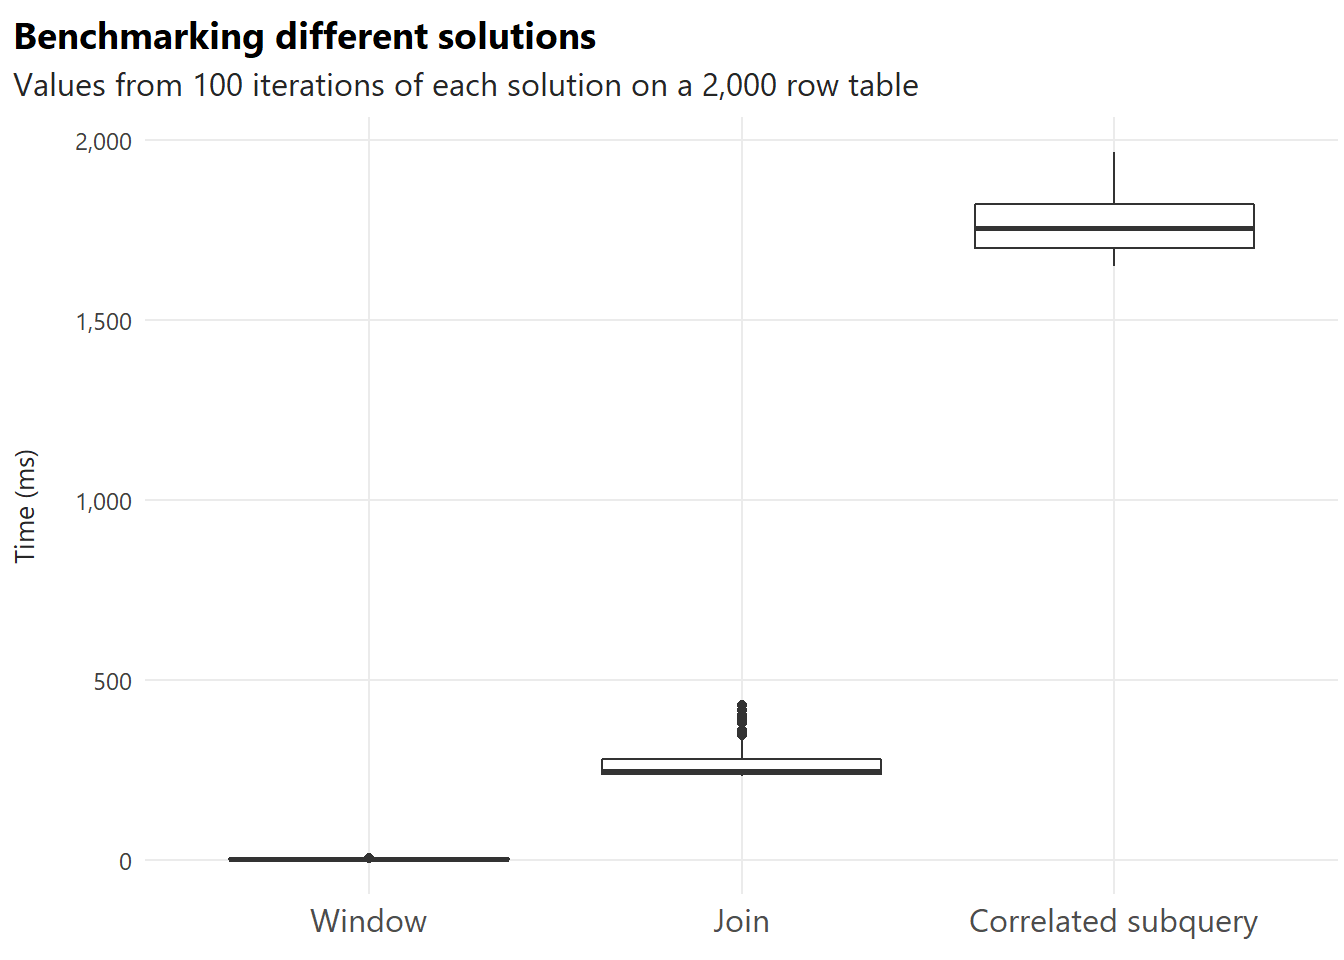 Benchmarking different solutions
Values from 100 iterations of each solution on a 2,000 row table
2,000
1,500
1,000
500
0
Time (ms)
Window
Join
Correlated subquery